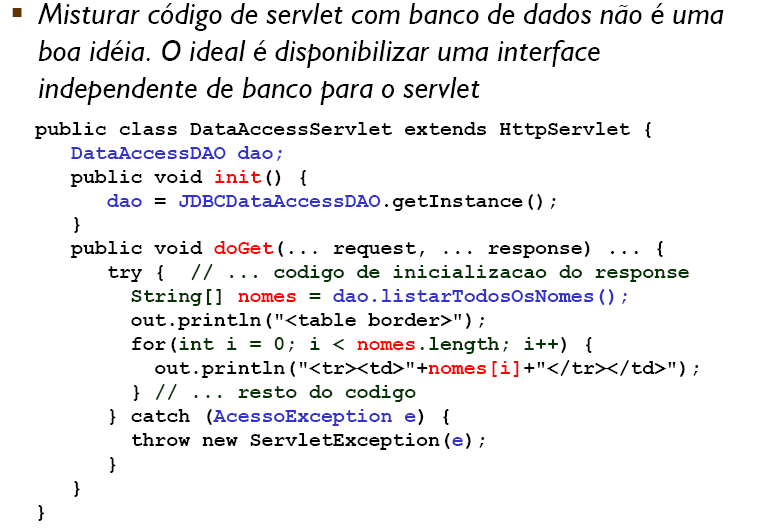 ▪ Misturar código de servlet com banco de dados não é uma
boa idéia. O ideal é disponibilizar uma interface
independente de banco para o servlet
public class DataAccessServlet extends HttpServlet {
   DataAccessDAO dao;
   public void init() {
      dao = JDBCDataAccessDAO.getInstance();
   }
   public void doGet(... request, ... response) ... {
      try {  // ... codigo de inicializacao do response
        String[] nomes = dao.listarTodosOsNomes();
        out.println("<table border>");
        for(int i = 0; i < nomes.length; i++) {
          out.println("<tr><td>"+nomes[i]+"</tr></td>");
        } // ... resto do codigo
      } catch (AcessoException e) {
        throw new ServletException(e);
      }
   }
}